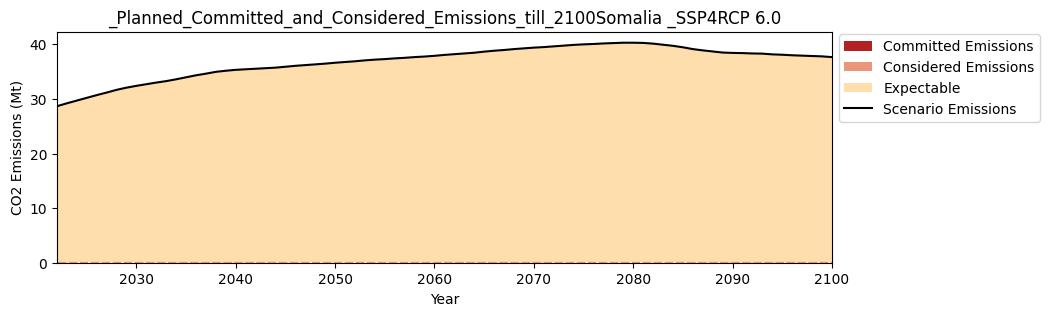 _Planned_Committed_and_Considered_Emissions_till_2100Somalia _SSP4RCP 6.0
CO2 Emissions (Mt)
40
30
20
10
0
2030 2040 2050 2060 2070 2080 2090 2100
Year
Committed Emissions
Considered Emissions
Expectable
Scenario Emissions